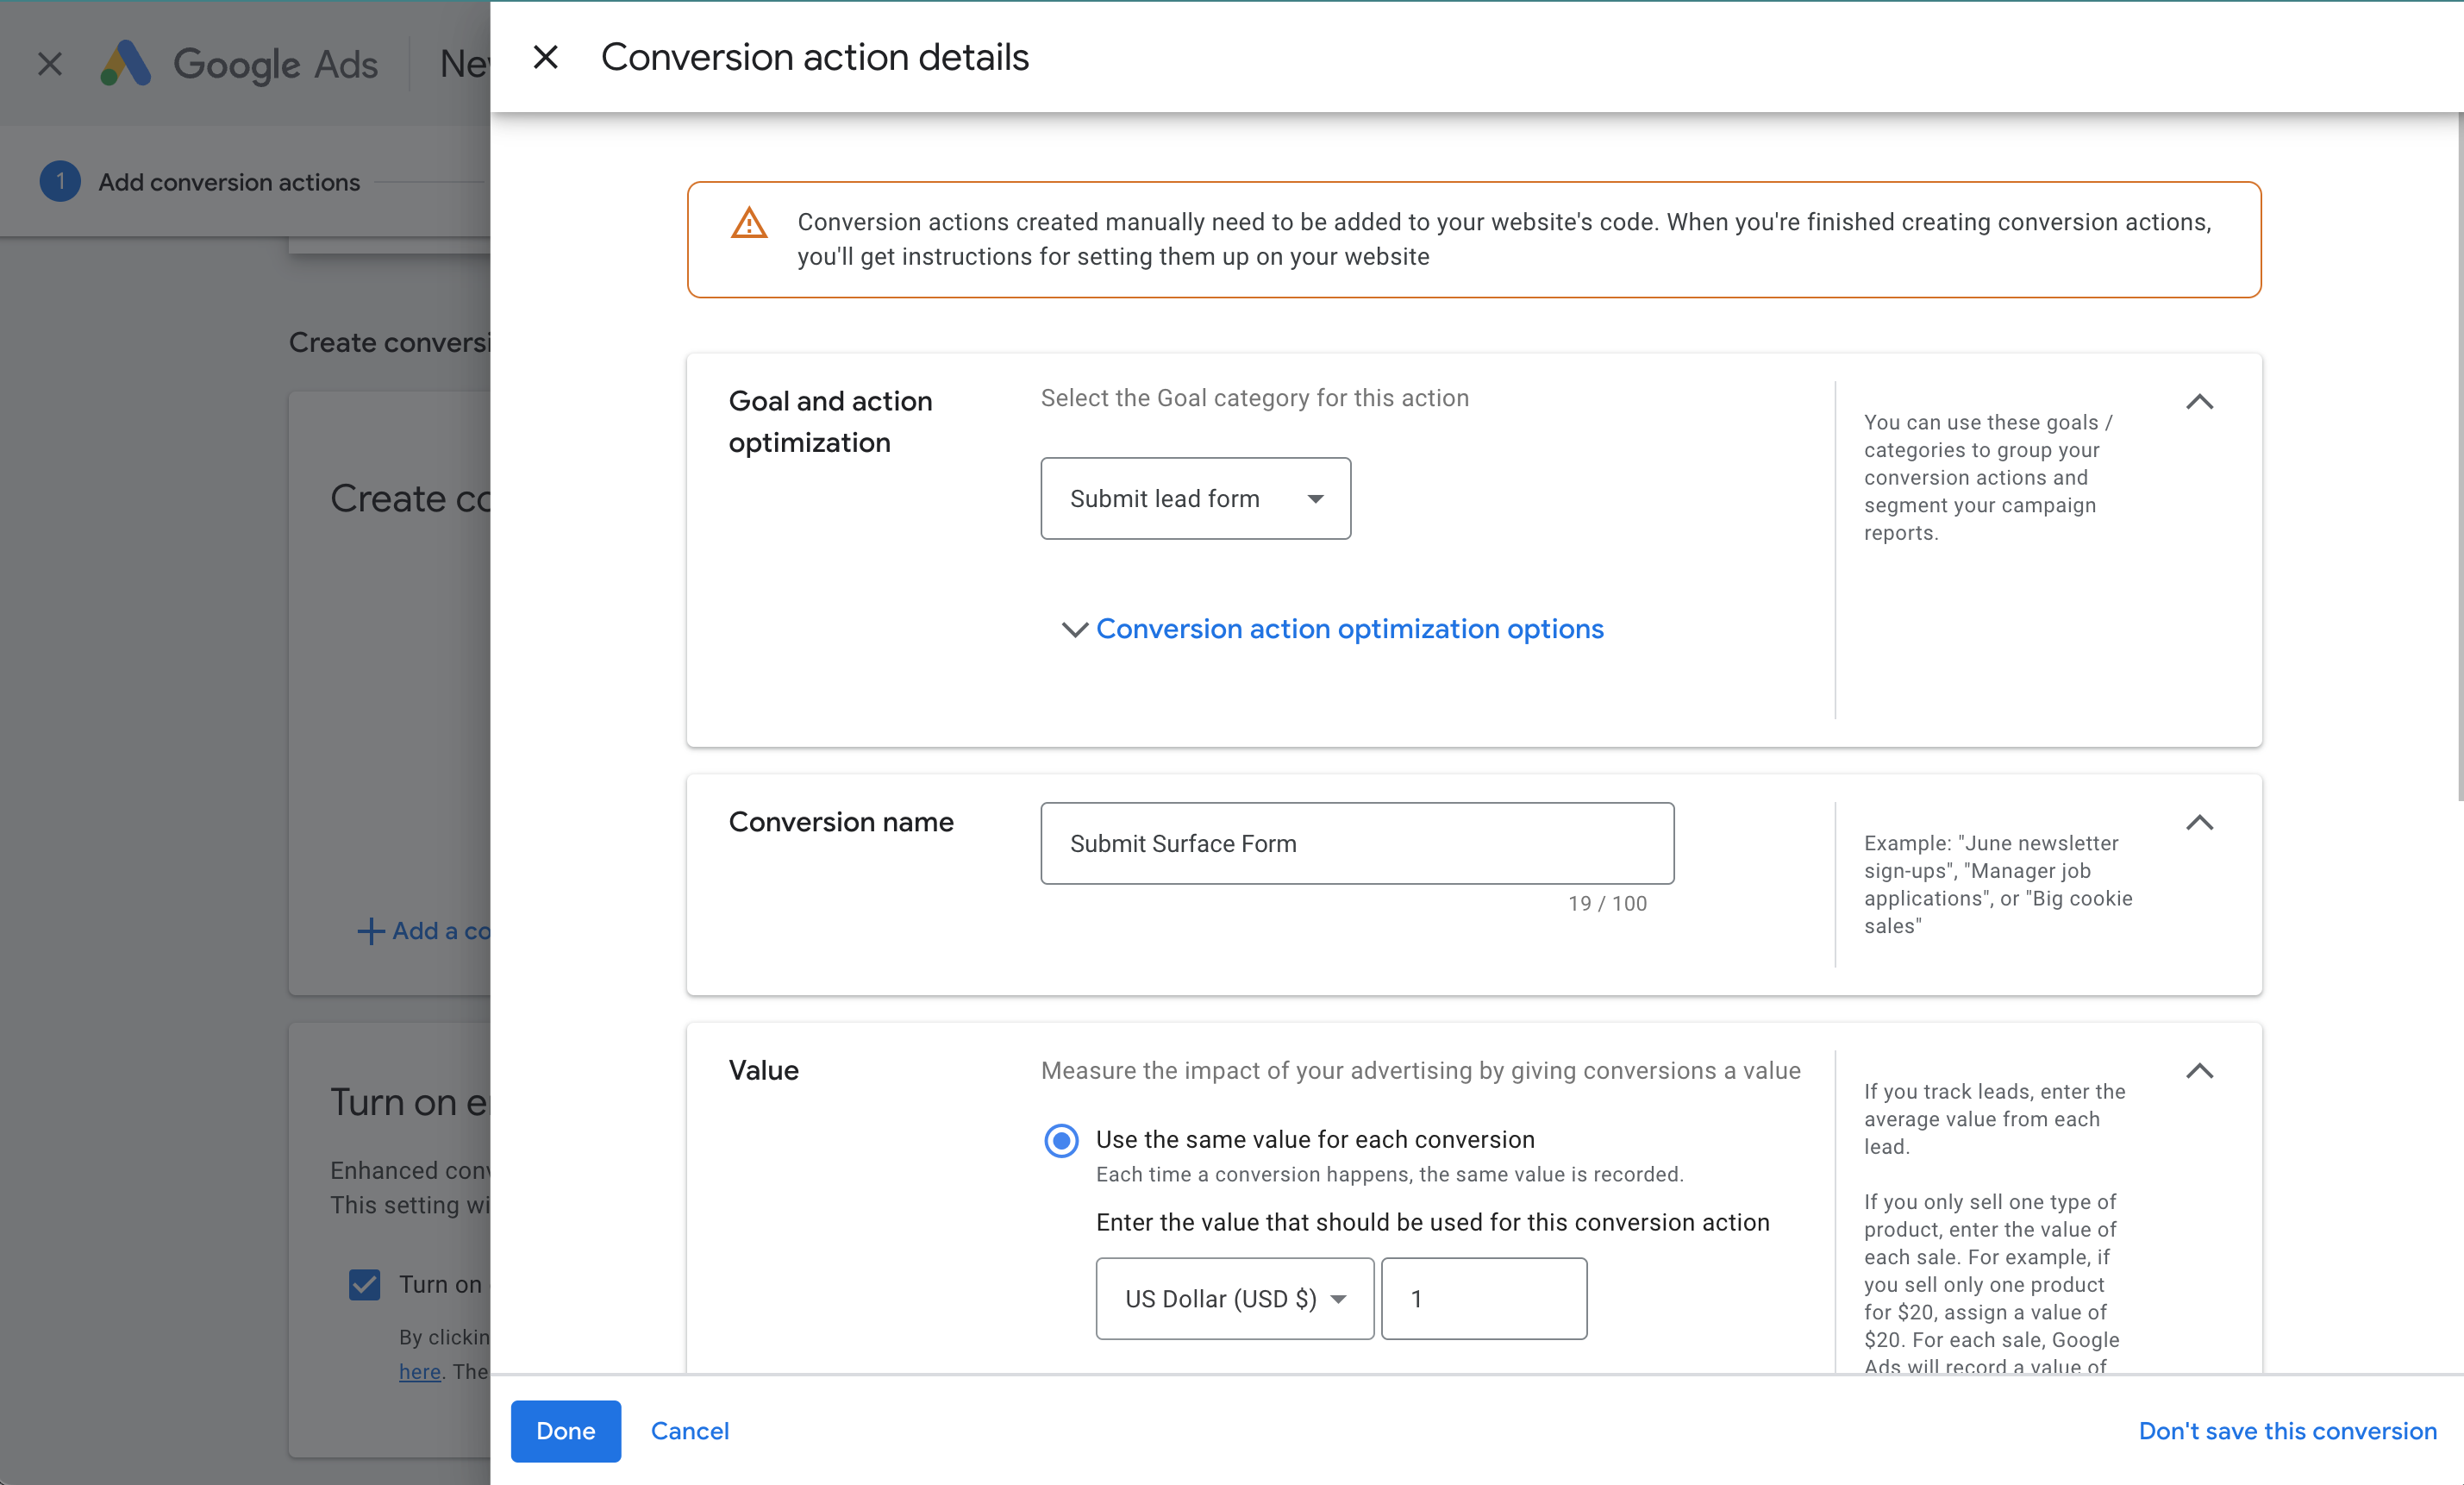 Google Ads
Conversion action details
1 Add conversion actions
Conversion actions created manually need to be added to your website's code. When you're finished creating conversion actions,
you'll get instructions for setting them up on your website
Create
Create
Add a
Turn on
Enhanced
This setting
Turn on
By
here. The
Goal and action
optimization
Select the Goal category for this action
Submit lead form
Conversion action optimization options
You can use these goals /
categories to group your
conversion actions and
segment your campaign
reports.
Conversion name
Submit Surface Form
19 / 100
Example: "June newsletter
sign-ups", "Manager job
applications", or "Big cookie
sales"
Value
Measure the impact of your advertising by giving conversions a value
Use the same value for each conversion
Each time a conversion happens, the same value is recorded.
Enter the value that should be used for this conversion action
US Dollar (USD $)
1
If you track leads, enter the
average value from each
lead.
If you only sell one type of
product, enter the value of
each sale. For example, if
you sell only one product
for $20, assign a value of
$20. For each sale, Google
Ads will record a value of
Done
Cancel
Don't save this conversion